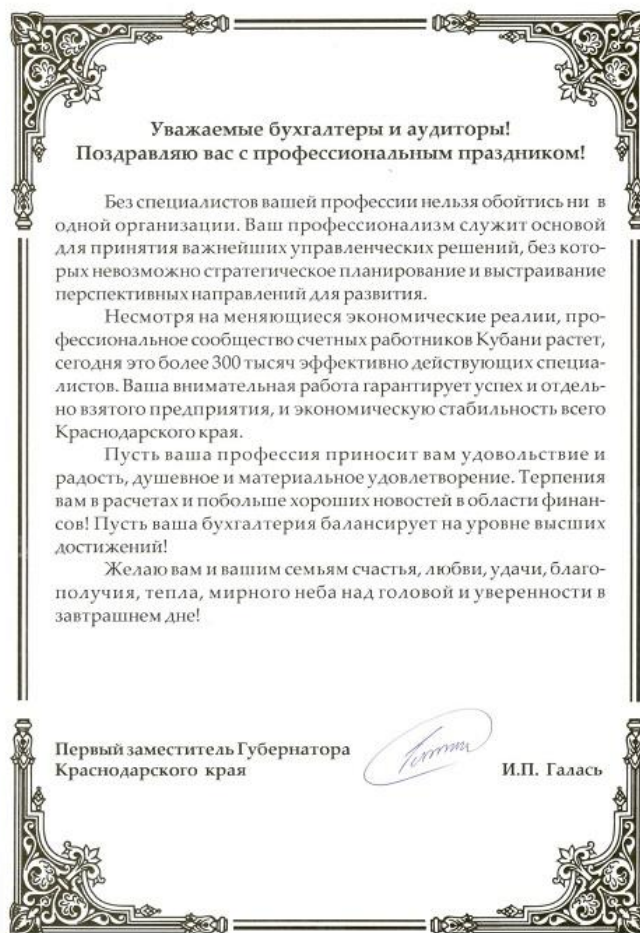 Уважаемые бухгалтеры и аудиторы!
Поздравляю вас с профессиональным праздником!
Без специалистов вашей профессии нельзя обойтись ни в
одной организации. Ваш профессионализм служит основой
для принятия важнейших управленческих решений, без кото-
рых невозможно стратегическое планирование и выстраивание
перспективных направлений для развития.
Несмотря на меняющиеся экономические реалии, про-
фессиональное сообщество счетных работников Кубани растет,
сегодня это более 300 тысяч эффективно действующих специа-
листов. Ваша внимательная работа гарантирует успех и отдель-
но взятого предприятия, и экономическую стабильность всего
Краснодарского края.
Пусть ваша профессия приносит вам удовольствие и
радость, душевное и материальное удовлетворение. Терпения
вам в расчетах и побольше хороших новостей в области финан-
сов! Пусть ваша бухгалтерия балансирует на уровне высших
достижений!
Желаю вам и вашим семьям счастья, любви, удачи, благо-
получия, тепла, мирного неба над головой и уверенности в
завтрашнем дне!
Первый заместитель Губернатора
Краснодарского края И.П. Галась